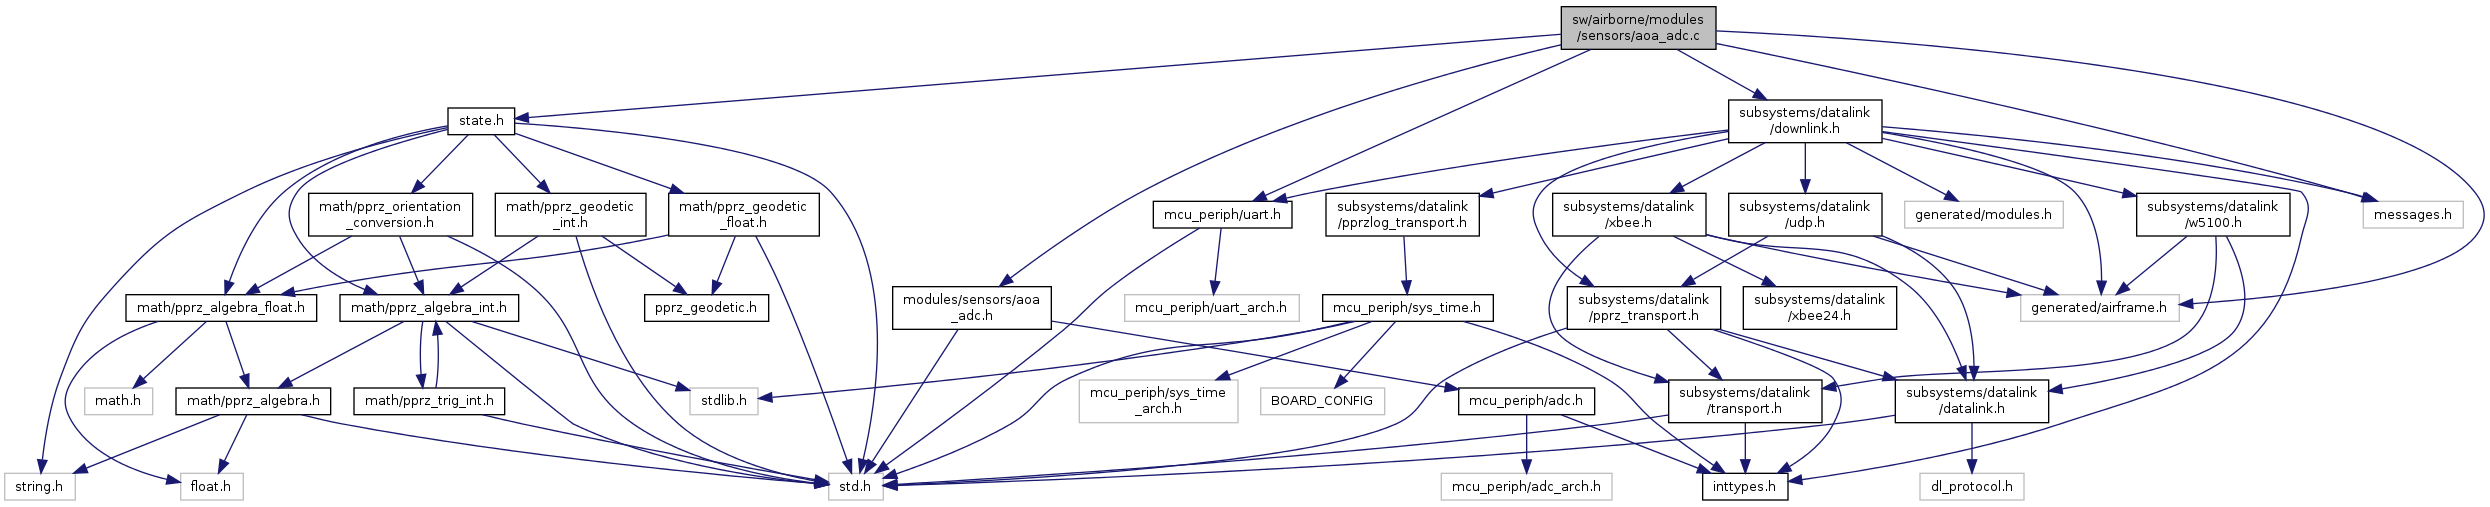 sw/airborne/modules
/sensors/aoa_adc.c
state.h
subsystems/datalink
/downlink.h
math/pprz_orientation
_conversion.h
math/pprz_geodetic
_int.h
math/pprz_geodetic
_float.h
mcu_periph/uart.h
subsystems/datalink
/pprzlog_transport.h
subsystems/datalink
/xbee.h
subsystems/datalink
/udp.h
generated/modules.h
subsystems/datalink
/w5100.h
messages.h
math/pprz_algebra_float.h
math/pprz_algebra_int.h
pprz_geodetic.h
modules/sensors/aoa
_adc.h
mcu_periph/uart_arch.h
mcu_periph/sys_time.h
subsystems/datalink
/pprz_transport.h
subsystems/datalink
/xbee24.h
generated/airframe.h
math.h
math/pprz_algebra.h
math/pprz_trig_int.h
stdlib.h
mcu_periph/sys_time
_arch.h
BOARD_CONFIG
mcu_periph/adc.h
subsystems/datalink
/transport.h
subsystems/datalink
/datalink.h
string.h
float.h
std.h
mcu_periph/adc_arch.h
inttypes.h
dl_protocol.h